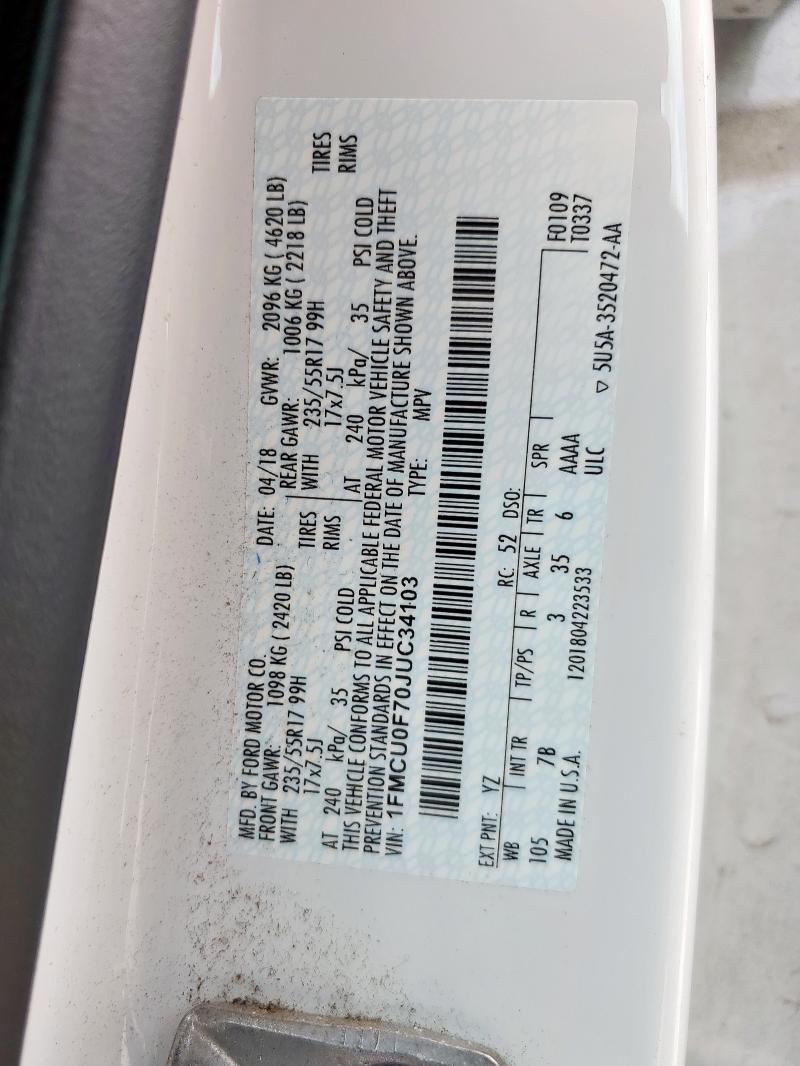 MFD. BY FORD MOTOR CO. DATE: 04/18 GVWR: 2096 KG ( 4620 LB)
FRONT GAWR: 1098 KG ( 2420 LB) REAR GAWR: 1006 KG ( 2218 LB)
WITH 235/55R17 99H TIRES WITH 235/55R17 99H TIRES
17x7.5J RIMS 17x7.5J RIMS
AT 240 kPa/ 35 PSI COLD AT 240 kPa/ 35 PSI COLD
THIS VEHICLE CONFORMS TO ALL APPLICABLE FEDERAL MOTOR VEHICLE SAFETY AND THEFT
PREVENTION STANDARDS IN EFFECT ON THE DATE OF MANUFACTURE SHOWN ABOVE.
VIN: 1FMCU0F70JUC34103 TYPE: MPV
EXT PNT: YZ RC: 52 DSO: F0109
WB INT TR TP/PS R AXLE TR SPR T0337
105 7B 3 35 6 AAAA
MADE IN U.S.A. 1201804223533 ULC ▽ 5U5A-3520472-AA